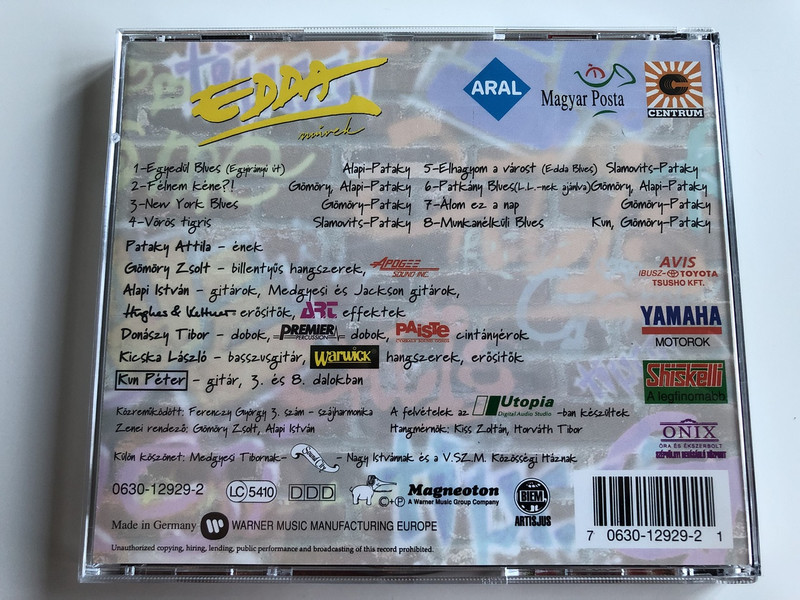 EDDA
művek
ARAL
Magyar Posta
CENTRUM
1-Egyedül Blues (Egyirányú út) Alapi-Pataky
2-Félnem kéne?! Gömöry, Alapi-Pataky
3-New York Blues Gömöry-Pataky
4-Vörös tigris Slamovits-Pataky
5-Elhagyom a várost (Edda Blues) Slamovits-Pataky
6-Patkány Blues(L.L.-nek ajánlva)Gömöry, Alapi-Pataky
7-Álom ez a nap Gömöry-Pataky
8-Munkanélküli Blues Kun, Gömöry-Pataky
Pataky Attila - ének
Gömöry Zsolt - billentyűs hangszerek, APOGEE SOUND INC.
Alapi István - gitárok, Medgyesi és Jackson gitárok,
Hughes & Kettner erősítők, ART effektek
Donászy Tibor - dobok, PREMIER PERCUSSION dobok, PAiSTe cintányérok
Kicska László - basszusgitár, Warwick hangszerek, erősítők
Kun Péter - gitár, 3. és 8. dalokban
AVIS
IBUSZ-TOYOTA
TSUSHO KFT.
YAMAHA
MOTOROK
Shiskelli
A legfinomabb
ONIX
ÓRA ÉS ÉKSZERBOLT
Közreműködött: Ferenczy György 3. szám - szájharmonika
Zenei rendező: Gömöry Zsolt, Alapi István
A felvételek az Utopia Digital Audio Studio -ban készültek
Hangmérnök: Kiss Zoltán, Horváth Tibor
Külön köszönet: Medgyesi Tibornak- - Nagy Istvánnak és a V.SZ.M. Közösségi Háznak
0630-12929-2
LC 5410
DDD
©+℗
Magneoton
A Warner Music Group Company
BIEM
ARTISJUS
7 0630-12929-2 1
Made in Germany WARNER MUSIC MANUFACTURING EUROPE
Unauthorized copying, hiring, lending, public performance and broadcasting of this record prohibited.